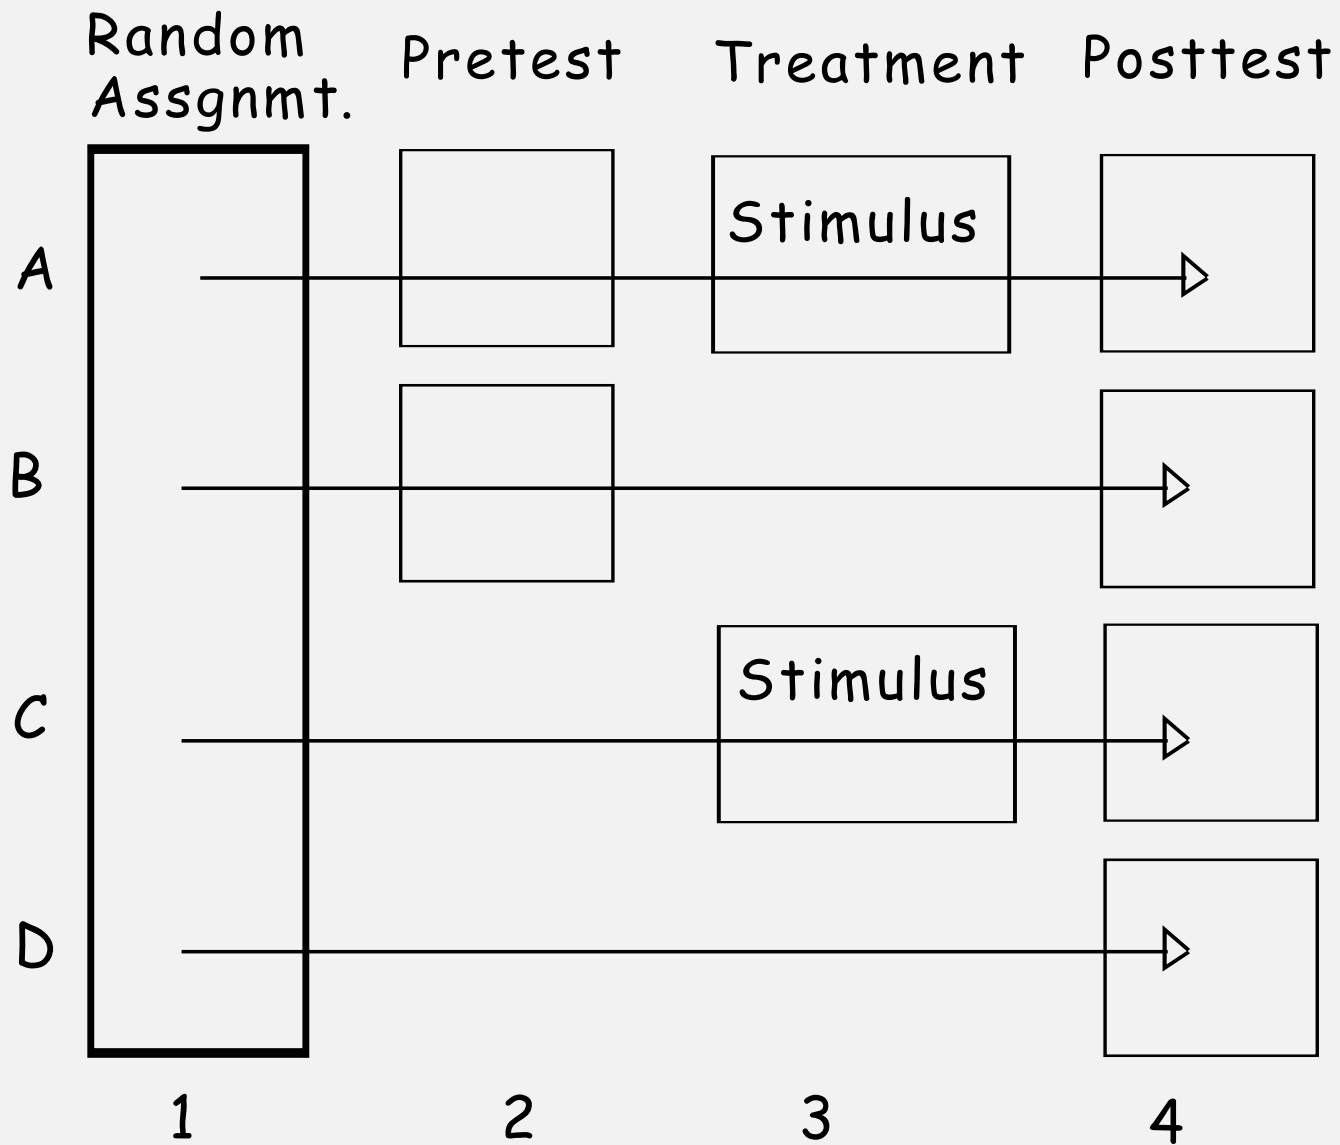 Random
Assgnmt.
Pretest
Treatment
Posttest
A
Stimulus
B
C
Stimulus
D
1
2
3
4